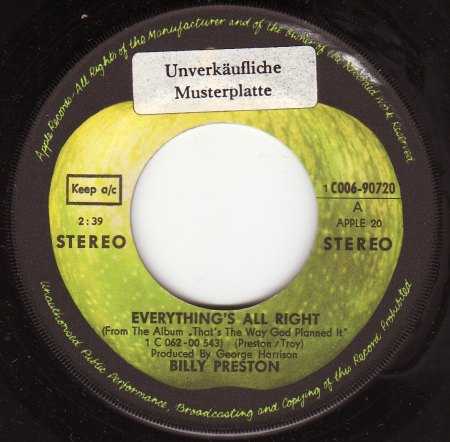 Apple Records-All Rights of the Manufacturer and of the Owner of the Recorded Work Reserved
Unverkäufliche
Musterplatte
Keep a/c
2:39
STEREO
1 C006-90720
A
APPLE 20
STEREO
EVERYTHING'S ALL RIGHT
(From The Album „That's The Way God Planned It"
1 C 062-00 543) (Preston/Troy)
Produced By George Harrison
BILLY PRESTON
Unauthorised Public Performance, Broadcasting and Copying of this Record Prohibited